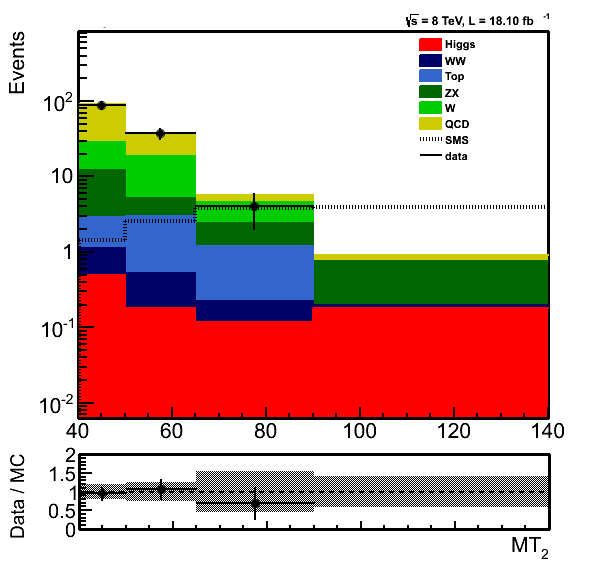 √s = 8 TeV, L = 18.10 fb⁻¹
Events
Higgs
WW
Top
ZX
W
QCD
SMS
data
10²
10
1
10⁻¹
10⁻²
40 60 80 100 120 140
Data / MC
2
1.5
1
0.5
0
MT₂